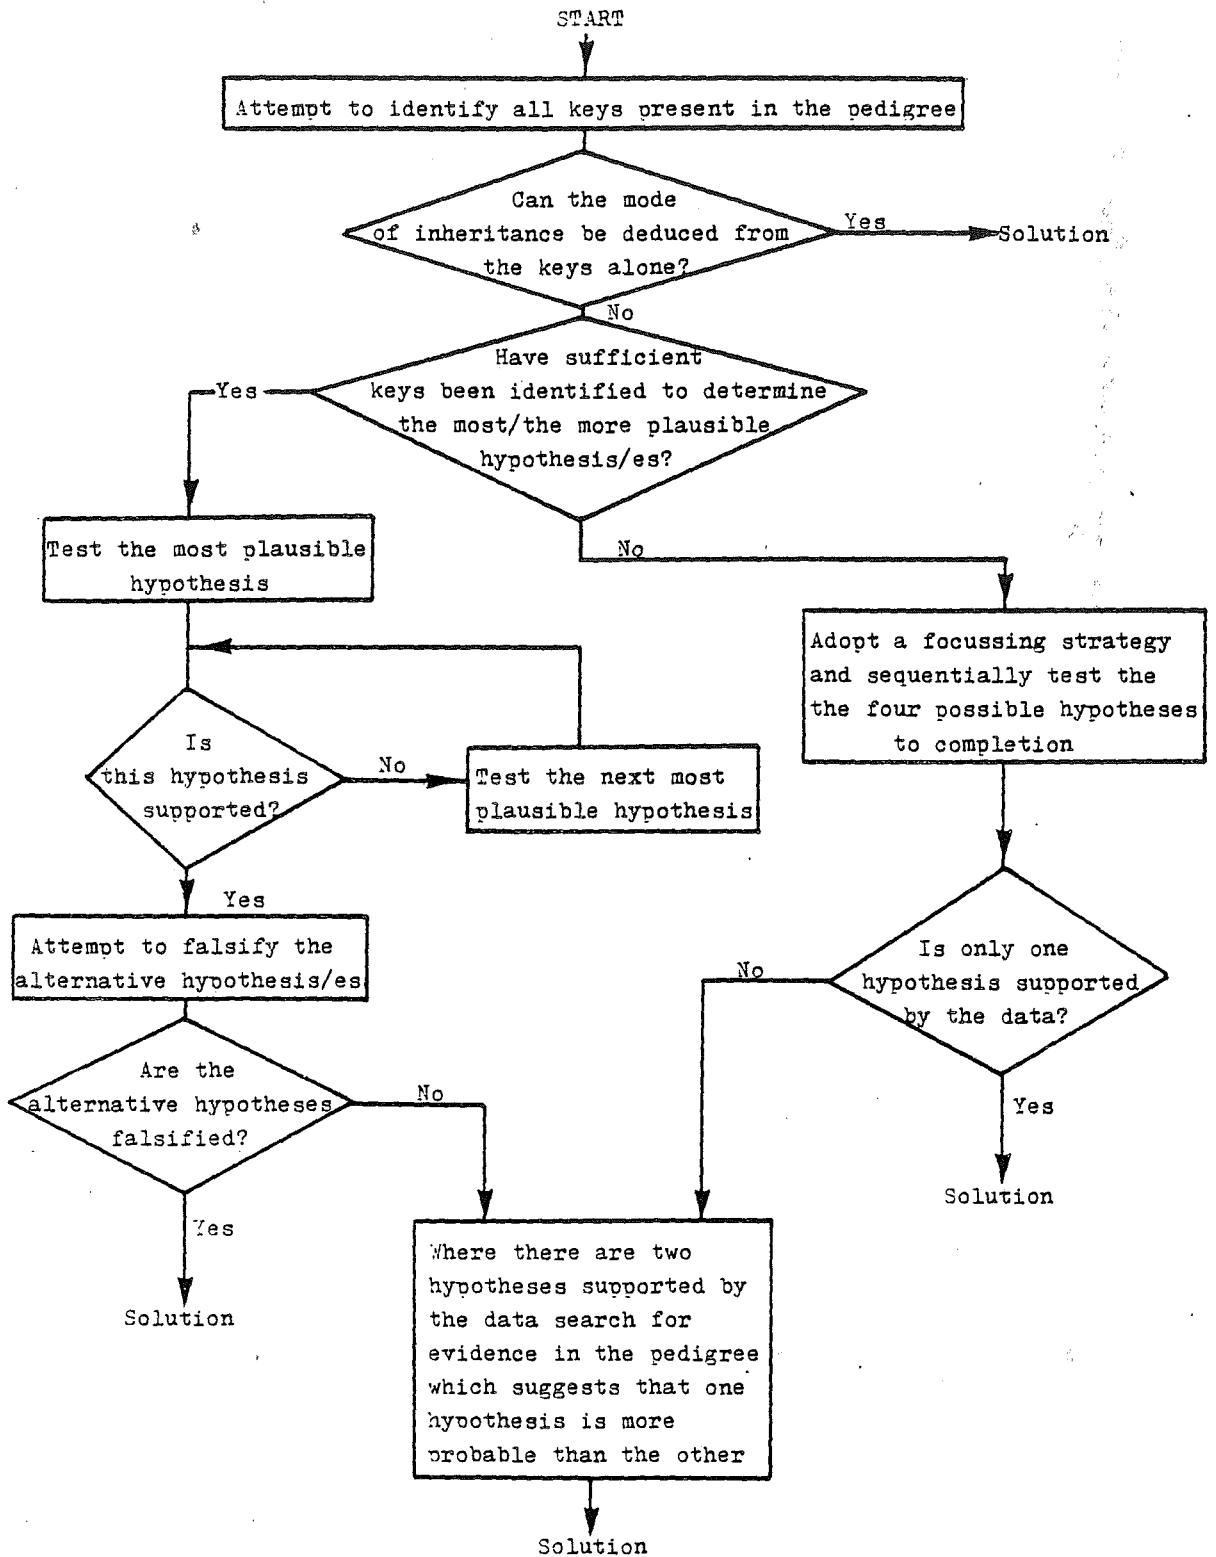 START
Attempt to identify all keys present in the pedigree
Can the mode
of inheritance be deduced from
the keys alone?
Yes
Solution
No
Have sufficient
keys been identified to determine
the most/the more plausible
hypothesis/es?
Yes
Test the most plausible
hypothesis
No
Adopt a focussing strategy
and sequentially test the
the four possible hypotheses
to completion
Is
this hypothesis
supported?
No
Test the next most
plausible hypothesis
Yes
Attempt to falsify the
alternative hypothesis/es
Is only one
hypothesis supported
by the data?
No
Yes
Solution
Are the
alternative hypotheses
falsified?
No
Yes
Solution
Where there are two
hypotheses supported by
the data search for
evidence in the pedigree
which suggests that one
hypothesis is more
probable than the other
Solution